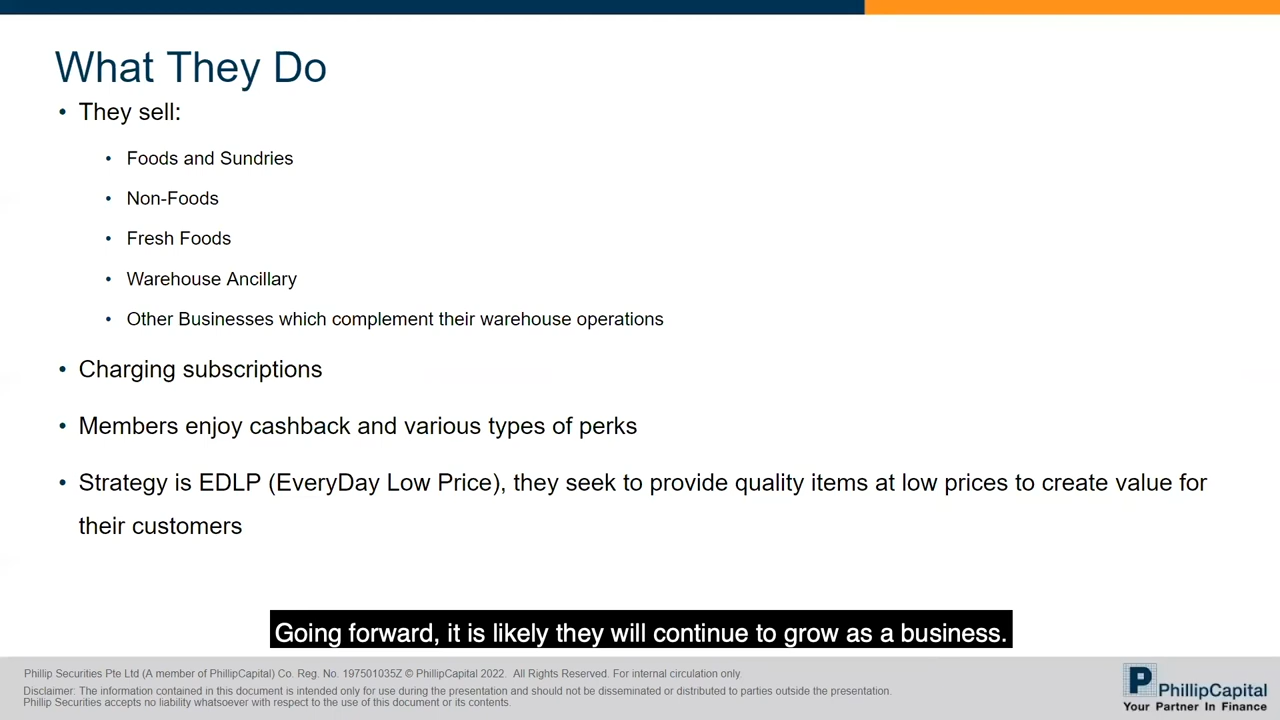 What They Do
• They sell:
• Foods and Sundries
• Non-Foods
• Fresh Foods
• Warehouse Ancillary
• Other Businesses which complement their warehouse operations
• Charging subscriptions
• Members enjoy cashback and various types of perks
• Strategy is EDLP (EveryDay Low Price), they seek to provide quality items at low prices to create value for
their customers
Going forward, it is likely they will continue to grow as a business.
Phillip Securities Pte Ltd (A member of PhillipCapital) Co. Reg. No. 197501035Z © PhillipCapital 2022. All Rights Reserved. For internal circulation only.
Disclaimer: The information contained in this document is intended only for use during the presentation and should not be disseminated or distributed to parties outside the presentation.
Phillip Securities accepts no liability whatsoever with respect to the use of this document or its contents.
P PhillipCapital
Your Partner In Finance